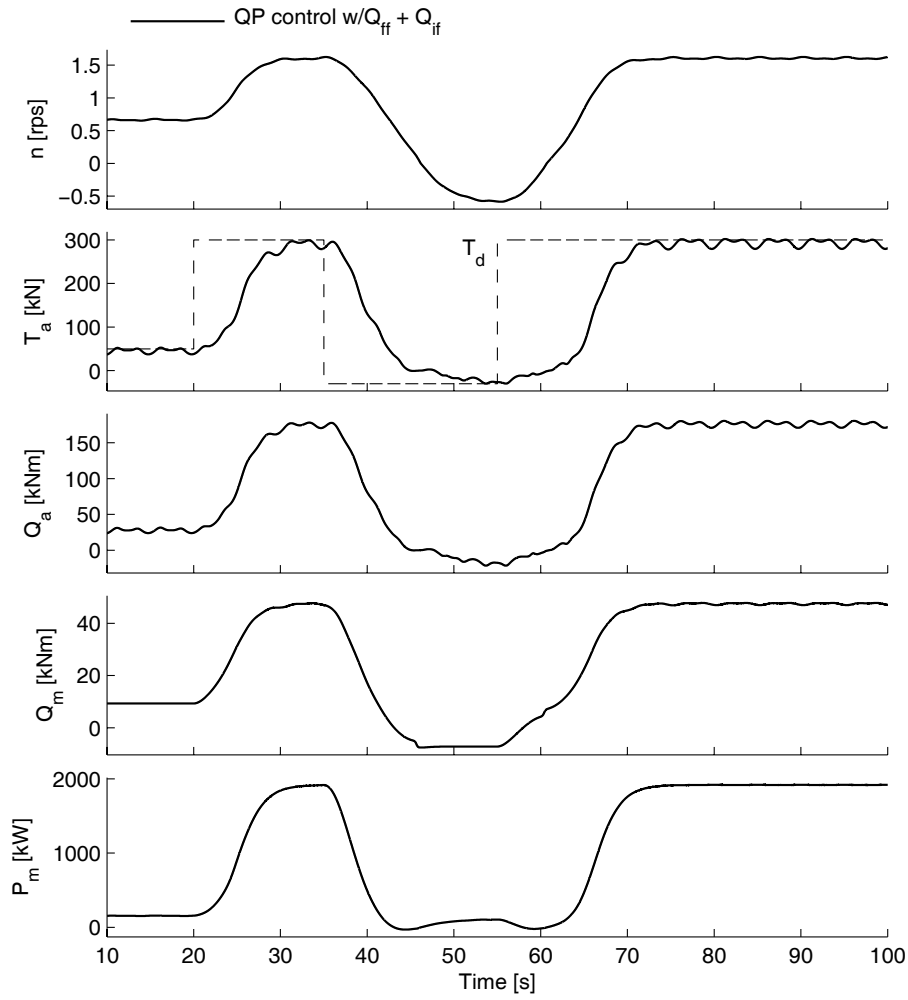 QP control w/Q_ff + Q_if
n [rps]
1.5
1
0.5
0
−0.5
T_a [kN]
300
200
100
0
T_d
Q_a [kNm]
150
100
50
0
Q_m [kNm]
40
20
0
P_m [kW]
2000
1000
0
10 20 30 40 50 60 70 80 90 100
Time [s]